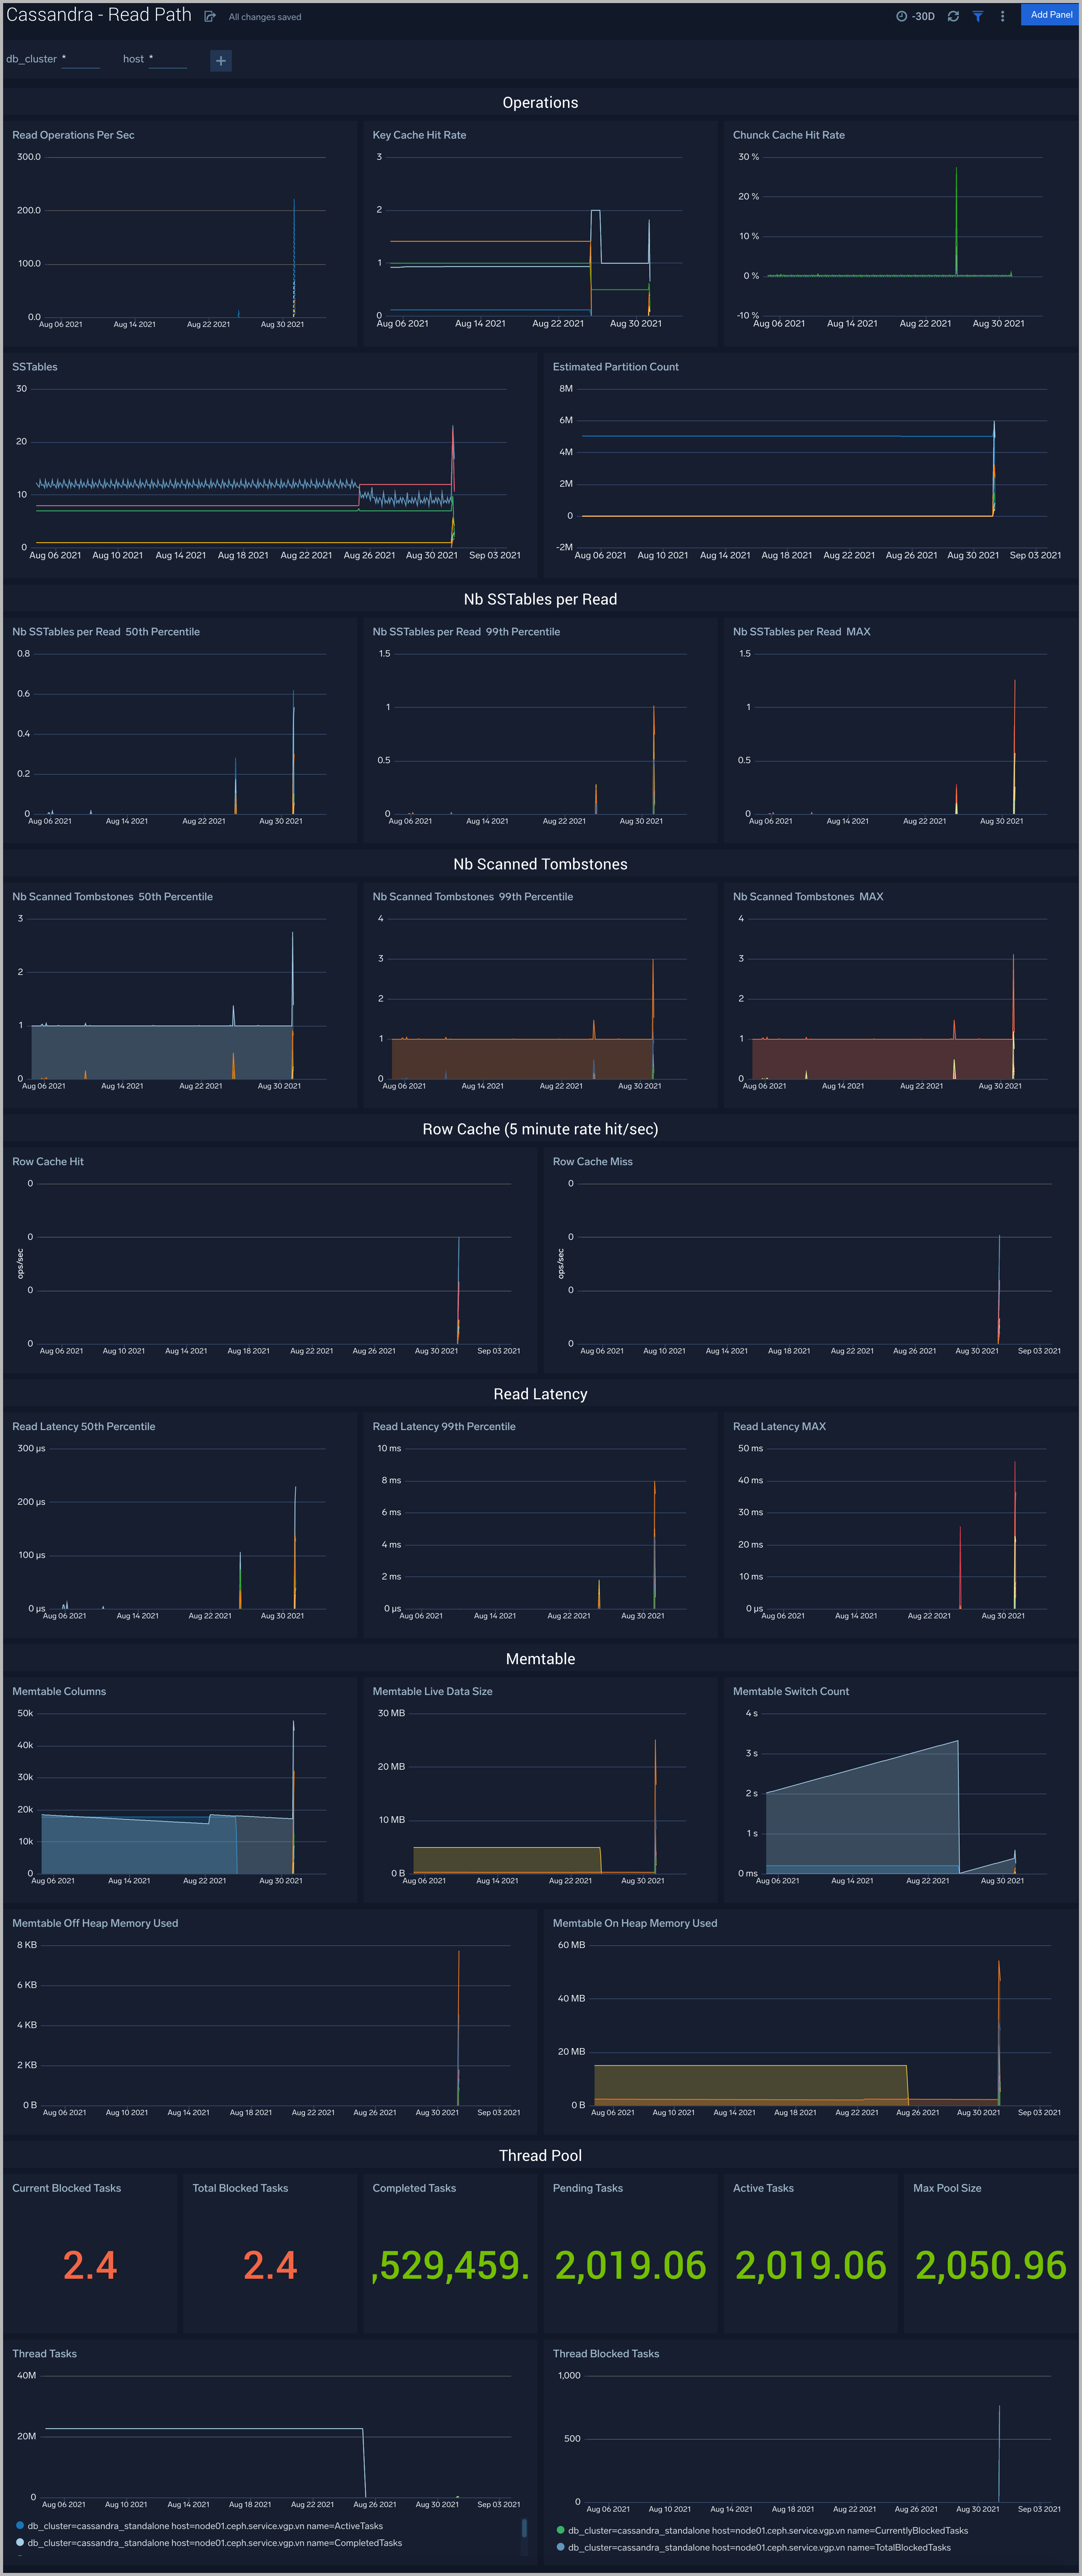 Cassandra - Read Path
All changes saved
-30D
Add Panel
db_cluster *
host *
Operations
Read Operations Per Sec
300.0
200.0
100.0
0.0
Aug 06 2021 Aug 14 2021 Aug 22 2021 Aug 30 2021
Key Cache Hit Rate
3
2
1
0
Aug 06 2021 Aug 14 2021 Aug 22 2021 Aug 30 2021
Chunck Cache Hit Rate
30 %
20 %
10 %
0 %
-10 %
Aug 06 2021 Aug 14 2021 Aug 22 2021 Aug 30 2021
SSTables
30
20
10
0
Aug 06 2021 Aug 10 2021 Aug 14 2021 Aug 18 2021 Aug 22 2021 Aug 26 2021 Aug 30 2021 Sep 03 2021
Estimated Partition Count
8M
6M
4M
2M
0
-2M
Aug 06 2021 Aug 10 2021 Aug 14 2021 Aug 18 2021 Aug 22 2021 Aug 26 2021 Aug 30 2021 Sep 03 2021
Nb SSTables per Read
Nb SSTables per Read 50th Percentile
0.8
0.6
0.4
0.2
0
Aug 06 2021 Aug 14 2021 Aug 22 2021 Aug 30 2021
Nb SSTables per Read 99th Percentile
1.5
1
0.5
0
Aug 06 2021 Aug 14 2021 Aug 22 2021 Aug 30 2021
Nb SSTables per Read MAX
1.5
1
0.5
0
Aug 06 2021 Aug 14 2021 Aug 22 2021 Aug 30 2021
Nb Scanned Tombstones
Nb Scanned Tombstones 50th Percentile
3
2
1
0
Aug 06 2021 Aug 14 2021 Aug 22 2021 Aug 30 2021
Nb Scanned Tombstones 99th Percentile
4
3
2
1
0
Aug 06 2021 Aug 14 2021 Aug 22 2021 Aug 30 2021
Nb Scanned Tombstones MAX
4
3
2
1
0
Aug 06 2021 Aug 14 2021 Aug 22 2021 Aug 30 2021
Row Cache (5 minute rate hit/sec)
Row Cache Hit
ops/sec
0
0
0
0
Aug 06 2021 Aug 10 2021 Aug 14 2021 Aug 18 2021 Aug 22 2021 Aug 26 2021 Aug 30 2021 Sep 03 2021
Row Cache Miss
ops/sec
0
0
0
0
Aug 06 2021 Aug 10 2021 Aug 14 2021 Aug 18 2021 Aug 22 2021 Aug 26 2021 Aug 30 2021 Sep 03 2021
Read Latency
Read Latency 50th Percentile
300 µs
200 µs
100 µs
0 µs
Aug 06 2021 Aug 14 2021 Aug 22 2021 Aug 30 2021
Read Latency 99th Percentile
10 ms
8 ms
6 ms
4 ms
2 ms
0 µs
Aug 06 2021 Aug 14 2021 Aug 22 2021 Aug 30 2021
Read Latency MAX
50 ms
40 ms
30 ms
20 ms
10 ms
0 µs
Aug 06 2021 Aug 14 2021 Aug 22 2021 Aug 30 2021
Memtable
Memtable Columns
50k
40k
30k
20k
10k
0
Aug 06 2021 Aug 14 2021 Aug 22 2021 Aug 30 2021
Memtable Live Data Size
30 MB
20 MB
10 MB
0 B
Aug 06 2021 Aug 14 2021 Aug 22 2021 Aug 30 2021
Memtable Switch Count
4 s
3 s
2 s
1 s
0 ms
Aug 06 2021 Aug 14 2021 Aug 22 2021 Aug 30 2021
Memtable Off Heap Memory Used
8 KB
6 KB
4 KB
2 KB
0 B
Aug 06 2021 Aug 10 2021 Aug 14 2021 Aug 18 2021 Aug 22 2021 Aug 26 2021 Aug 30 2021 Sep 03 2021
Memtable On Heap Memory Used
60 MB
40 MB
20 MB
0 B
Aug 06 2021 Aug 10 2021 Aug 14 2021 Aug 18 2021 Aug 22 2021 Aug 26 2021 Aug 30 2021 Sep 03 2021
Thread Pool
Current Blocked Tasks
2.4
Total Blocked Tasks
2.4
Completed Tasks
,529,459.
Pending Tasks
2,019.06
Active Tasks
2,019.06
Max Pool Size
2,050.96
Thread Tasks
40M
20M
0
Aug 06 2021 Aug 10 2021 Aug 14 2021 Aug 18 2021 Aug 22 2021 Aug 26 2021 Aug 30 2021 Sep 03 2021
db_cluster=cassandra_standalone host=node01.ceph.service.vgp.vn name=ActiveTasks
db_cluster=cassandra_standalone host=node01.ceph.service.vgp.vn name=CompletedTasks
Thread Blocked Tasks
1,000
500
0
Aug 06 2021 Aug 10 2021 Aug 14 2021 Aug 18 2021 Aug 22 2021 Aug 26 2021 Aug 30 2021 Sep 03 2021
db_cluster=cassandra_standalone host=node01.ceph.service.vgp.vn name=CurrentlyBlockedTasks
db_cluster=cassandra_standalone host=node01.ceph.service.vgp.vn name=TotalBlockedTasks